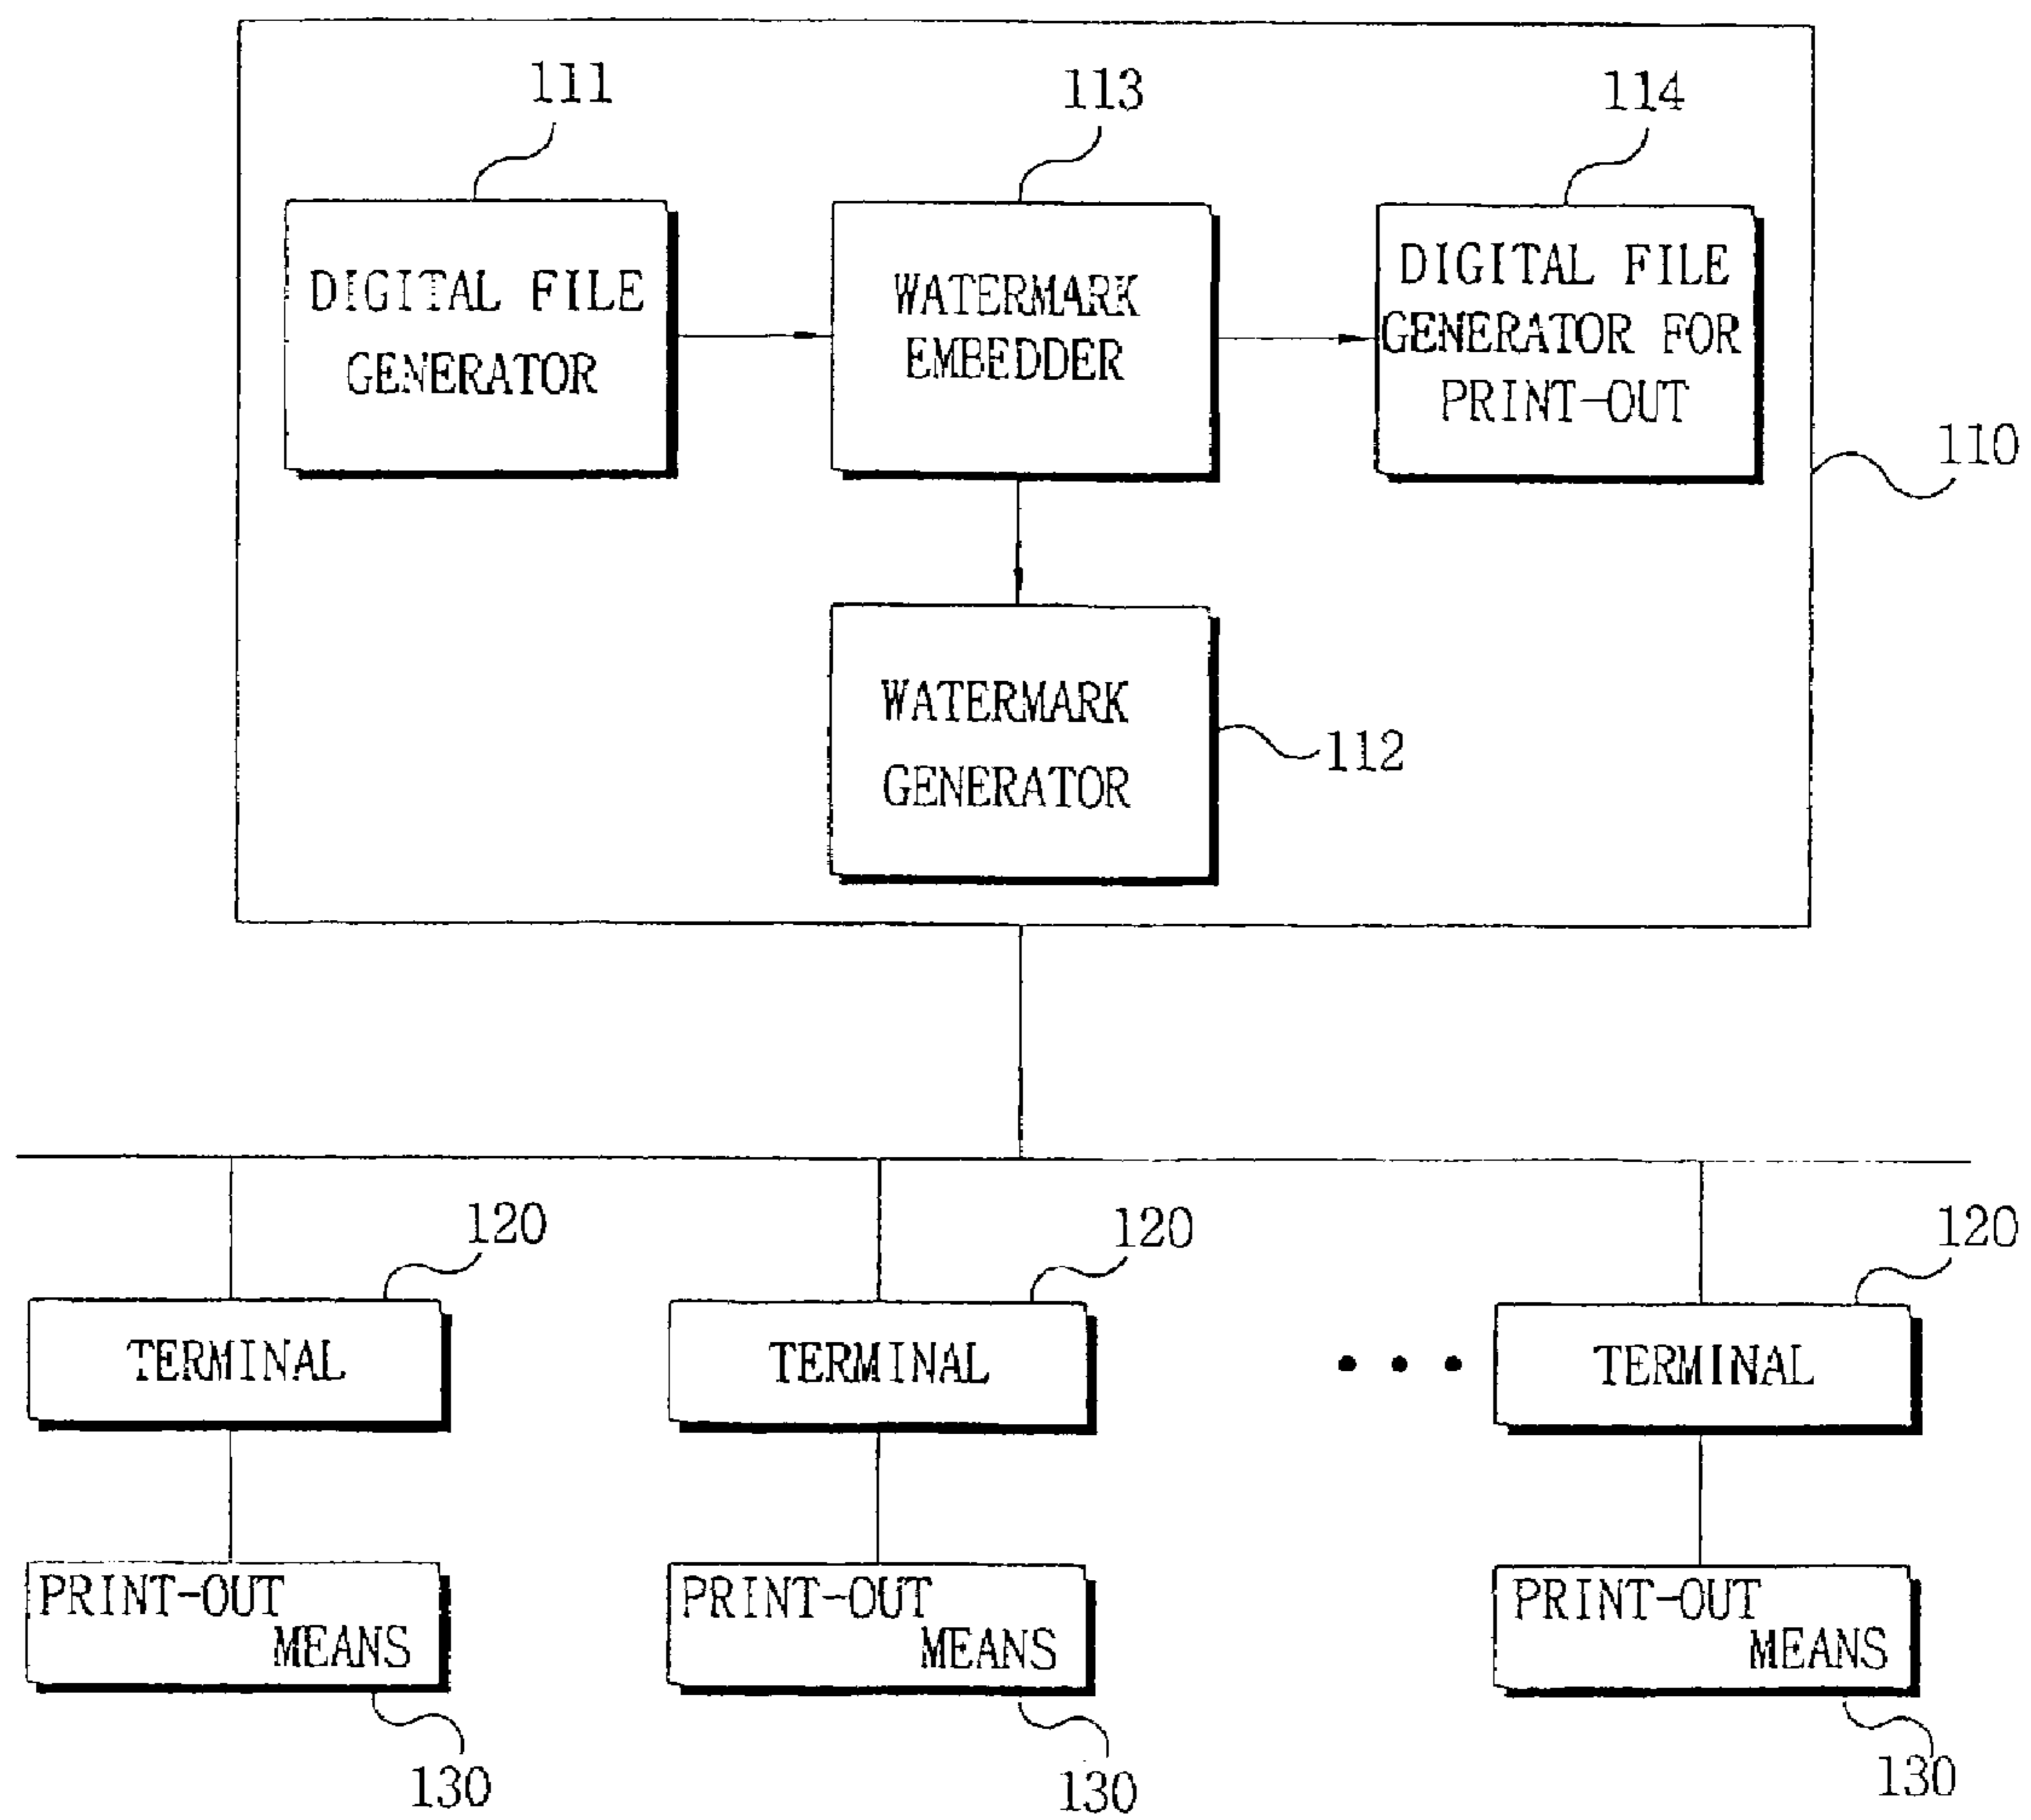 111
113
114
DIGITAL FILE
GENERATOR
WATERMARK
EMBEDDER
DIGITAL FILE
GENERATOR FOR
PRINT-OUT
110
WATERMARK
GENERATOR
112
120
120
120
TERMINAL
TERMINAL
TERMINAL
PRINT-OUT
MEANS
PRINT-OUT
MEANS
PRINT-OUT
MEANS
130
130
130